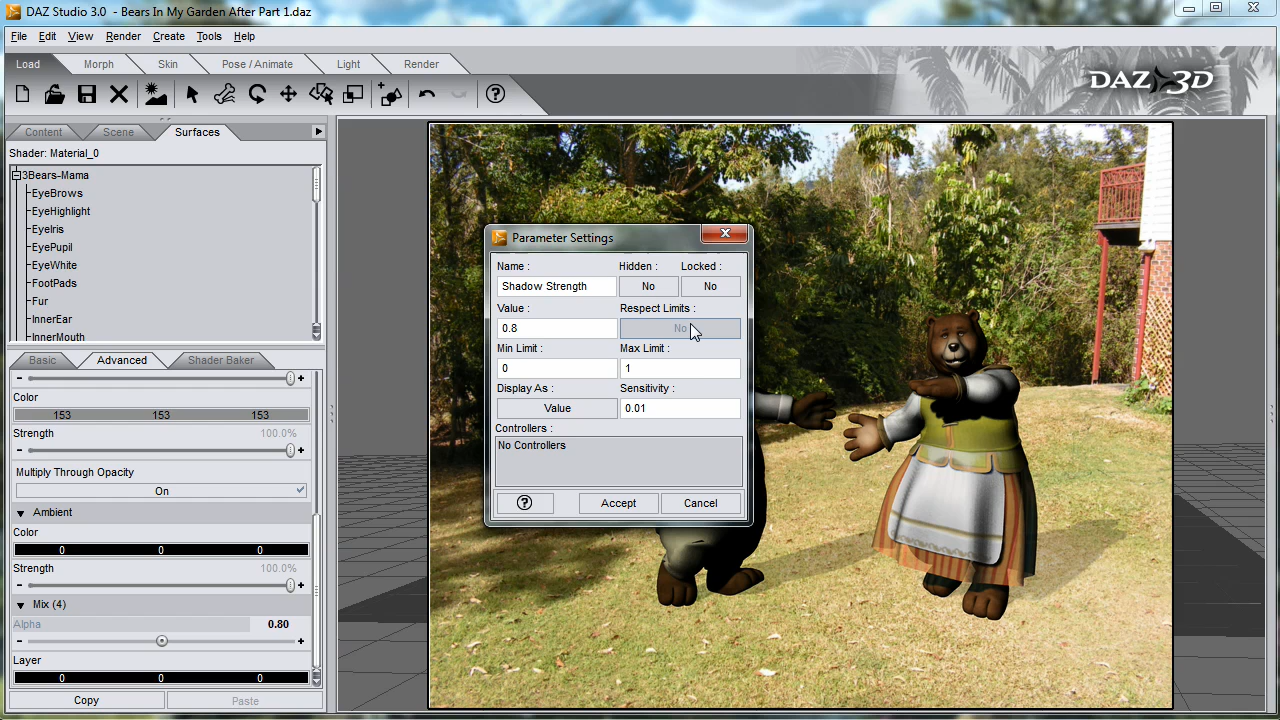 DAZ Studio 3.0 - Bears In My Garden After Part 1.daz
File Edit View Render Create Tools Help
Load Morph Skin Pose / Animate Light Render
DAZ 3D
Content Scene Surfaces
Shader: Material_0
3Bears-Mama
EyeBrows
EyeHighlight
EyeIris
EyePupil
EyeWhite
FootPads
Fur
InnerEar
InnerMouth
Basic Advanced Shader Baker
Color
153 153 153
Strength 100.0%
Multiply Through Opacity
On
Ambient
Color
0 0 0
Strength 100.0%
Mix (4)
Alpha 0.80
Layer
0 0 0
Copy Paste
Parameter Settings
Name : Hidden : Locked :
Shadow Strength No No
Value : Respect Limits :
0.8 No
Min Limit : Max Limit :
0 1
Display As : Sensitivity :
Value 0.01
Controllers :
No Controllers
Accept Cancel